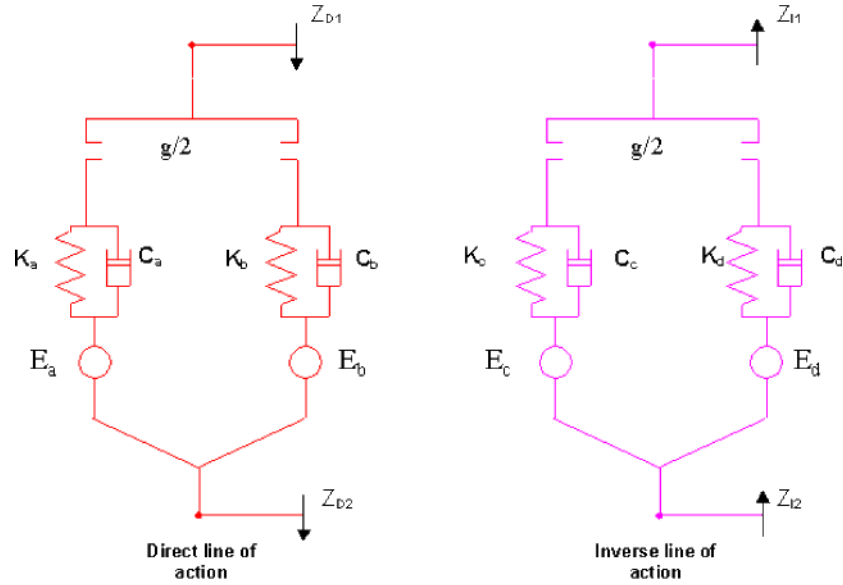 Z_D1 Z_I1
g/2 g/2
K_a C_a K_b C_b K_c C_c K_d C_d
E_a E_b E_c E_d
Z_D2 Z_I2
Direct line of action
Inverse line of action